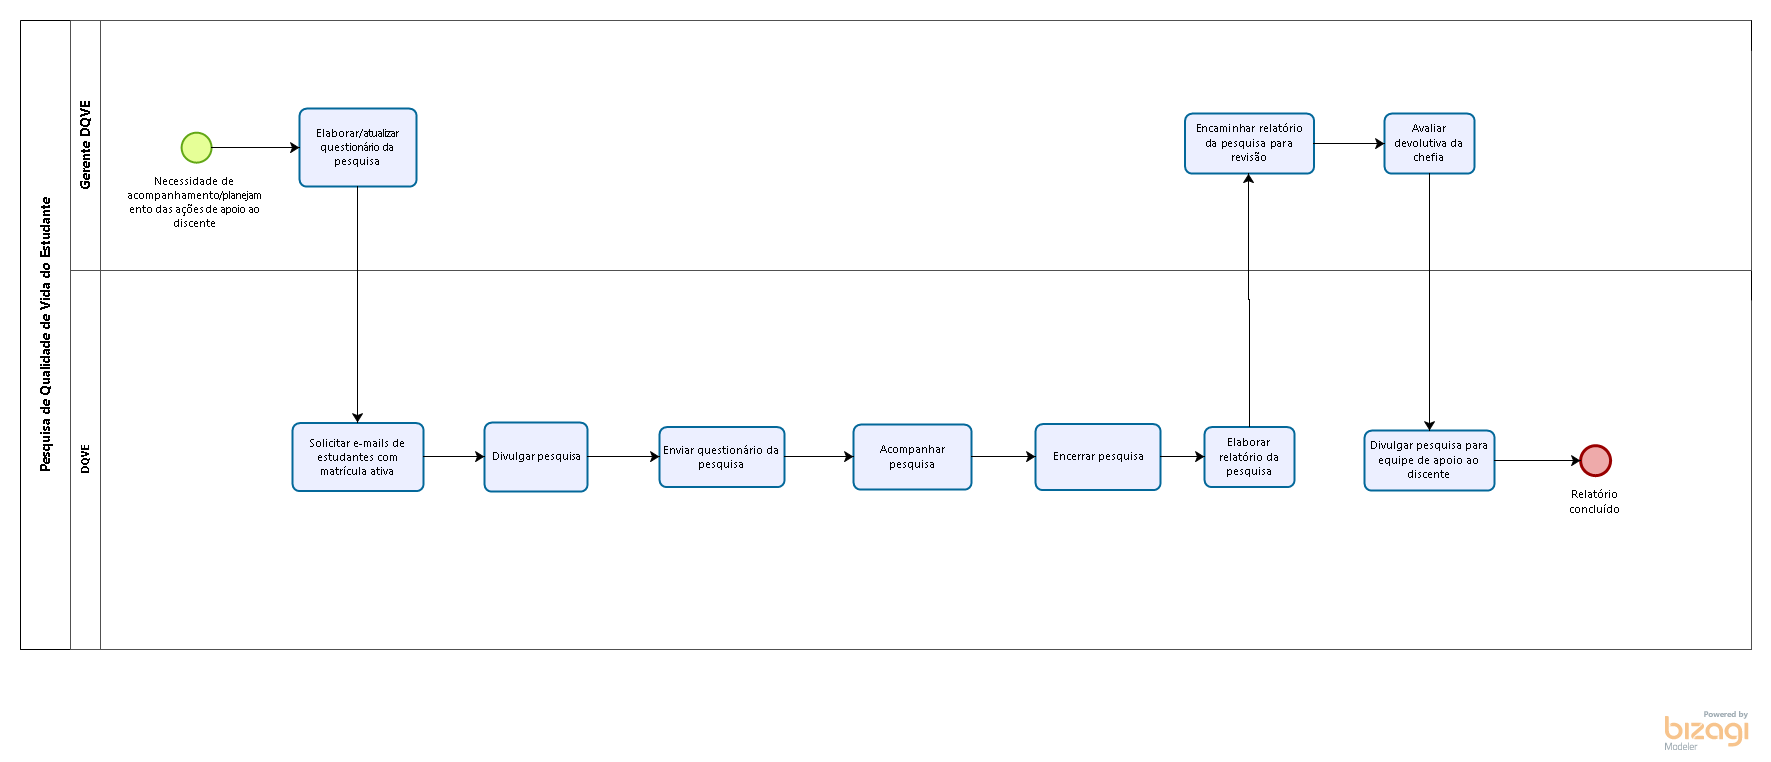 Pesquisa de Qualidade de Vida do Estudante
Gerente DQVE
Necessidade de
acompanhamento/planejam
ento das ações de apoio ao
discente
Elaborar/atualizar
questionário da
pesquisa
Encaminhar relatório
da pesquisa para
revisão
Avaliar
devolutiva da
chefia
DQVE
Solicitar e-mails de
estudantes com
matrícula ativa
Divulgar pesquisa
Enviar questionário da
pesquisa
Acompanhar
pesquisa
Encerrar pesquisa
Elaborar
relatório da
pesquisa
Divulgar pesquisa para
equipe de apoio ao
discente
Relatório
concluído
Powered by
bizagi
Modeler